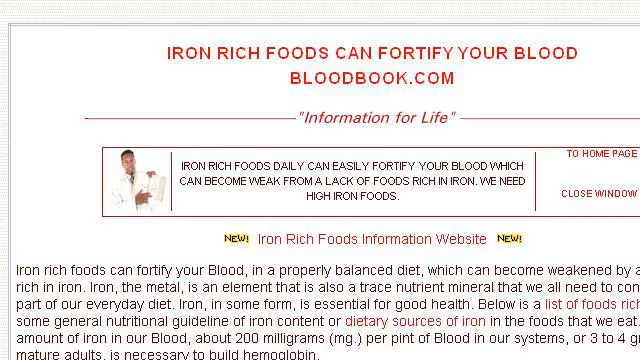 IRON RICH FOODS CAN FORTIFY YOUR BLOOD
BLOODBOOK.COM
"Information for Life"
IRON RICH FOODS DAILY CAN EASILY FORTIFY YOUR BLOOD WHICH
CAN BECOME WEAK FROM A LACK OF FOODS RICH IN IRON. WE NEED
HIGH IRON FOODS.
TO HOME PAGE
CLOSE WINDOW
NEW! Iron Rich Foods Information Website NEW!
Iron rich foods can fortify your Blood, in a properly balanced diet, which can become weakened by a
rich in iron. Iron, the metal, is an element that is also a trace nutrient mineral that we all need to con
part of our everyday diet. Iron, in some form, is essential for good health. Below is a list of foods rich
some general nutritional guideline of iron content or dietary sources of iron in the foods that we eat.
amount of iron in our Blood, about 200 milligrams (mg.) per pint of Blood in our systems, or 3 to 4 g
mature adults, is necessary to build hemoglobin.